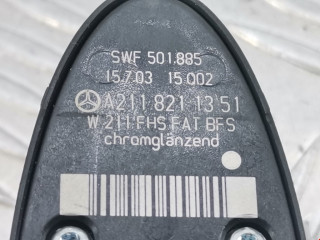 SWF 501.885
15.7.03 15 002
A211 821 13 51
W 211 FHS FAT BFS
chromglänzend